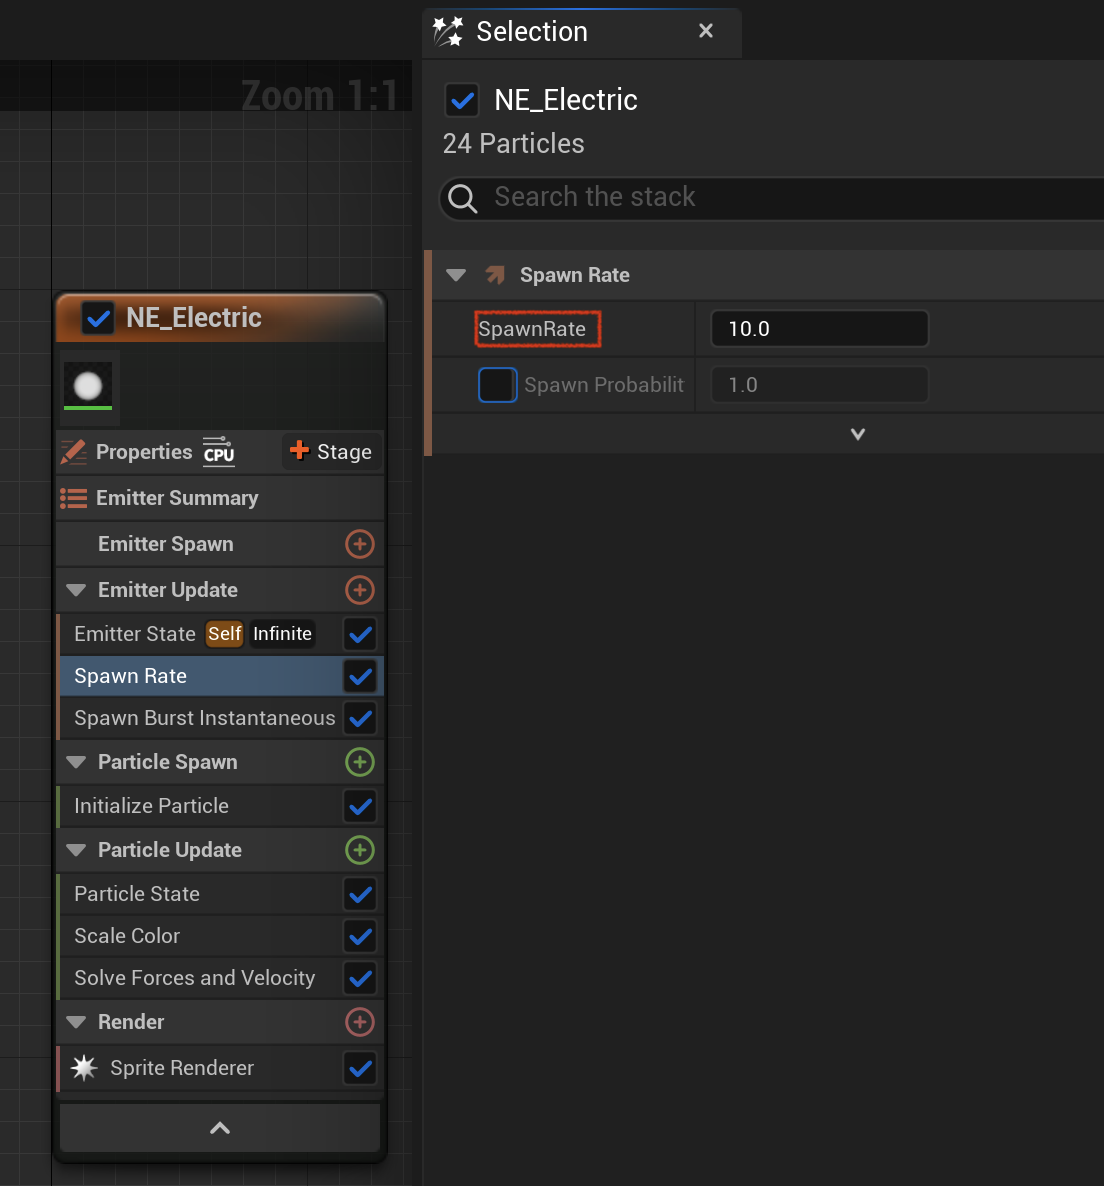 Zoom 1:1
NE_Electric
Properties CPU Stage
Emitter Summary
Emitter Spawn
Emitter Update
Emitter State Self Infinite
Spawn Rate
Spawn Burst Instantaneous
Particle Spawn
Initialize Particle
Particle Update
Particle State
Scale Color
Solve Forces and Velocity
Render
Sprite Renderer
Selection
NE_Electric
24 Particles
Search the stack
Spawn Rate
SpawnRate 10.0
Spawn Probabilit 1.0